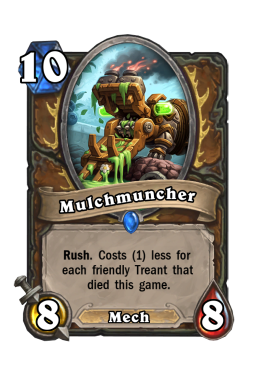 10
Mulchmuncher
Rush. Costs (1) less for
each friendly Treant that
died this game.
8 Mech 8